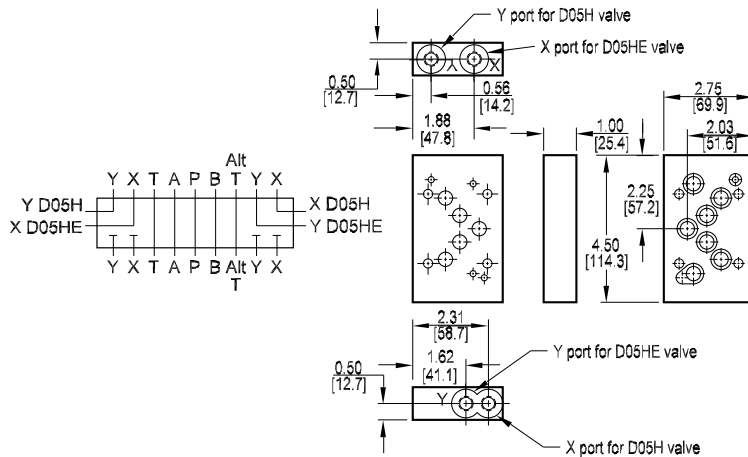 Y port for D05H valve
X port for D05HE valve
Y X
0.50
[12.7]
0.56
[14.2]
1.88
[47.8]
1.00
[25.4]
2.75
[69.9]
2.03
[51.6]
2.25
[57.2]
4.50
[114.3]
Alt
Y X T A P B T Y X
Y D05H
X D05HE
X D05H
Y D05HE
Y X T A P B Alt Y X
T
2.31
[58.7]
1.62
[41.1]
0.50
[12.7]
Y
Y port for D05HE valve
X port for D05H valve